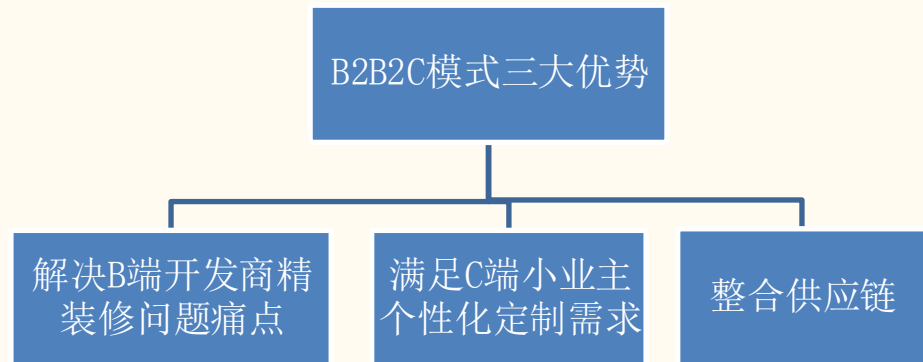 B2B2C模式三大优势
解决B端开发商精
装修问题痛点
满足C端小业主
个性化定制需求
整合供应链